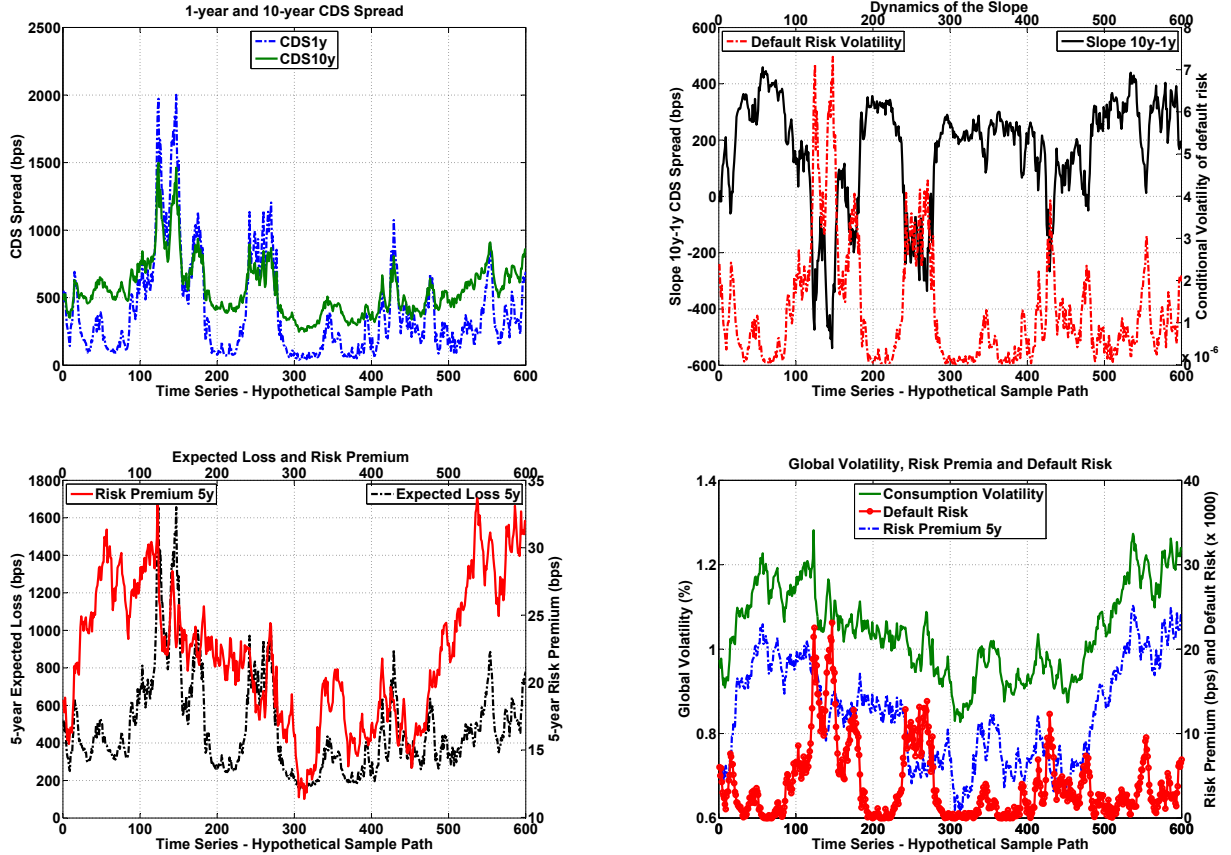 1-year and 10-year CDS Spread
2500
2000
1500
1000
500
0
CDS Spread (bps)
CDS1y
CDS10y
0 100 200 300 400 500 600
Time Series - Hypothetical Sample Path
Dynamics of the Slope
0 100 200 300 400 500 600
600
400
200
0
-200
-400
-600
Slope 10y-1y CDS Spread (bps)
Default Risk Volatility
Slope 10y-1y
8
7
6
5
4
3
2
1
0
x 10-6
Conditional Volatility of default risk
0 100 200 300 400 500 600
Time Series - Hypothetical Sample Path
Expected Loss and Risk Premium
0 100 200 300 400 500 600
1800
1600
1400
1200
1000
800
600
400
200
0
5-year Expected Loss (bps)
Risk Premium 5y
Expected Loss 5y
35
30
25
20
15
10
5-year Risk Premium (bps)
0 100 200 300 400 500 600
Time Series - Hypothetical Sample Path
Global Volatility, Risk Premia and Default Risk
1.4
1.2
1
0.8
0.6
Global Volatility (%)
Consumption Volatility
Default Risk
Risk Premium 5y
40
30
20
10
0
Risk Premium (bps) and Default Risk (x 1000)
0 100 200 300 400 500 600
Time Series - Hypothetical Sample Path